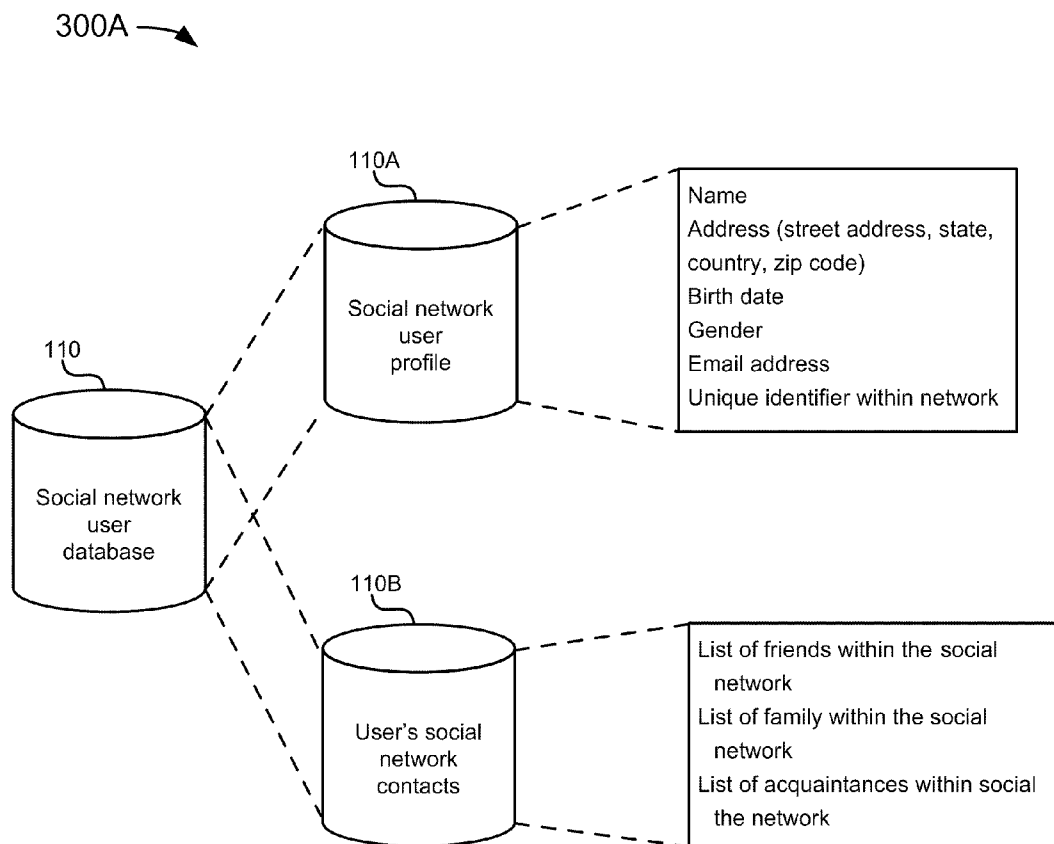 300A
110A
Social network
user
profile
Name
Address (street address, state,
country, zip code)
Birth date
Gender
Email address
Unique identifier within network
110
Social network
user
database
110B
User's social
network
contacts
List of friends within the social
network
List of family within the social
network
List of acquaintances within social
the network